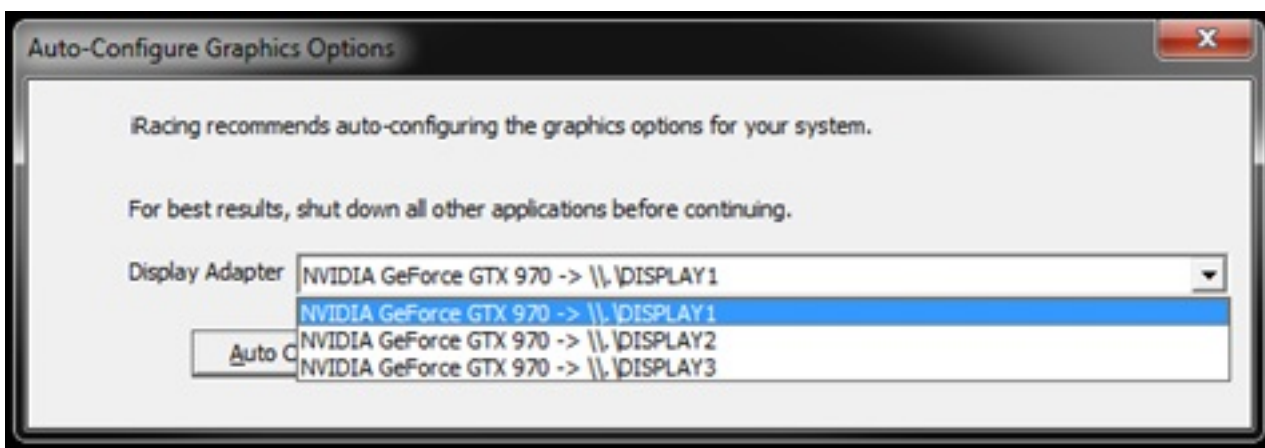 Auto-Configure Graphics Options
x
iRacing recommends auto-configuring the graphics options for your system.
For best results, shut down all other applications before continuing.
Display Adapter NVIDIA GeForce GTX 970 -> \\.\DISPLAY1
NVIDIA GeForce GTX 970 -> \\.\DISPLAY1
NVIDIA GeForce GTX 970 -> \\.\DISPLAY2
Auto C
NVIDIA GeForce GTX 970 -> \\.\DISPLAY3